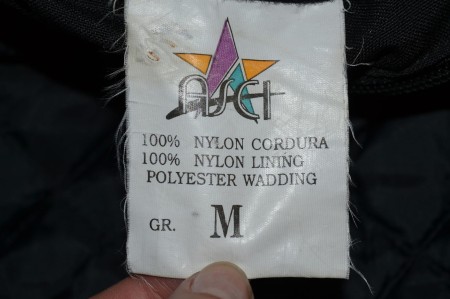 ASCI
100% NYLON CORDURA
100% NYLON LINING
POLYESTER WADDING
GR. M